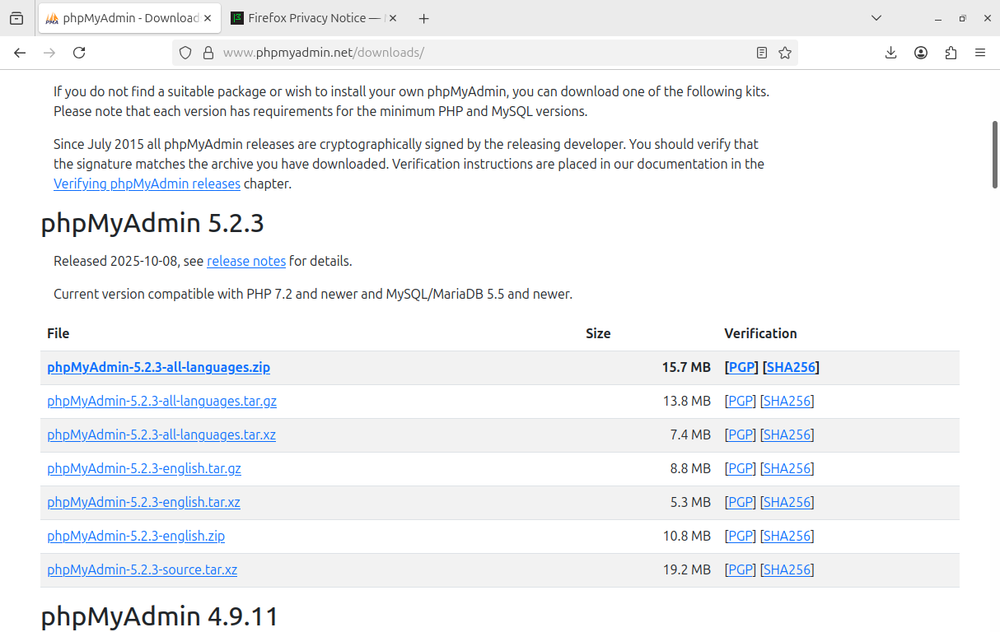 phpMyAdmin - Download
Firefox Privacy Notice —
www.phpmyadmin.net/downloads/
If you do not find a suitable package or wish to install your own phpMyAdmin, you can download one of the following kits.
Please note that each version has requirements for the minimum PHP and MySQL versions.
Since July 2015 all phpMyAdmin releases are cryptographically signed by the releasing developer. You should verify that
the signature matches the archive you have downloaded. Verification instructions are placed in our documentation in the
Verifying phpMyAdmin releases chapter.
phpMyAdmin 5.2.3
Released 2025-10-08, see release notes for details.
Current version compatible with PHP 7.2 and newer and MySQL/MariaDB 5.5 and newer.
File Size Verification
phpMyAdmin-5.2.3-all-languages.zip 15.7 MB [PGP] [SHA256]
phpMyAdmin-5.2.3-all-languages.tar.gz 13.8 MB [PGP] [SHA256]
phpMyAdmin-5.2.3-all-languages.tar.xz 7.4 MB [PGP] [SHA256]
phpMyAdmin-5.2.3-english.tar.gz 8.8 MB [PGP] [SHA256]
phpMyAdmin-5.2.3-english.tar.xz 5.3 MB [PGP] [SHA256]
phpMyAdmin-5.2.3-english.zip 10.8 MB [PGP] [SHA256]
phpMyAdmin-5.2.3-source.tar.xz 19.2 MB [PGP] [SHA256]
phpMyAdmin 4.9.11